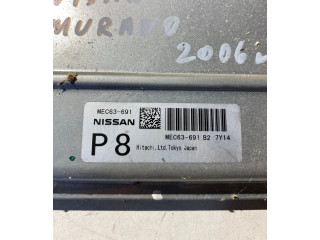 MURANO
2006
MEC63-691
NISSAN
P8
MEC63-691 B2 7Y14
Hitachi,Ltd.Tokyo Japan